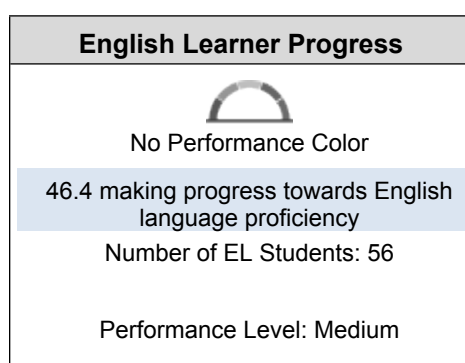 English Learner Progress
No Performance Color
46.4 making progress towards English
language proficiency
Number of EL Students: 56
Performance Level: Medium